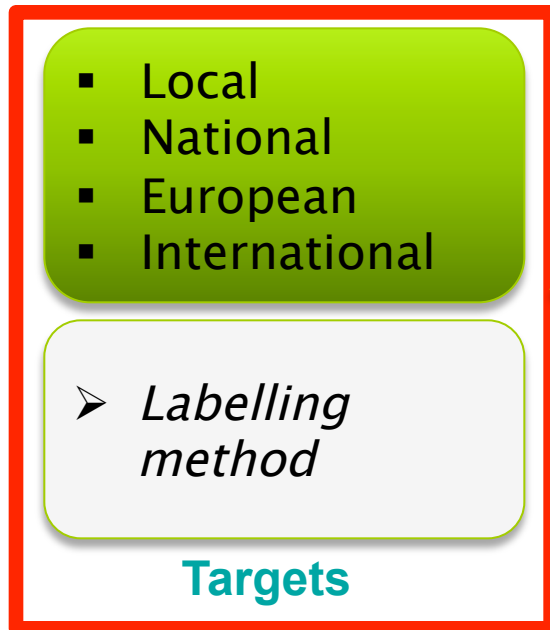 ▪ Local
▪ National
▪ European
▪ International
➢ Labelling
method
Targets